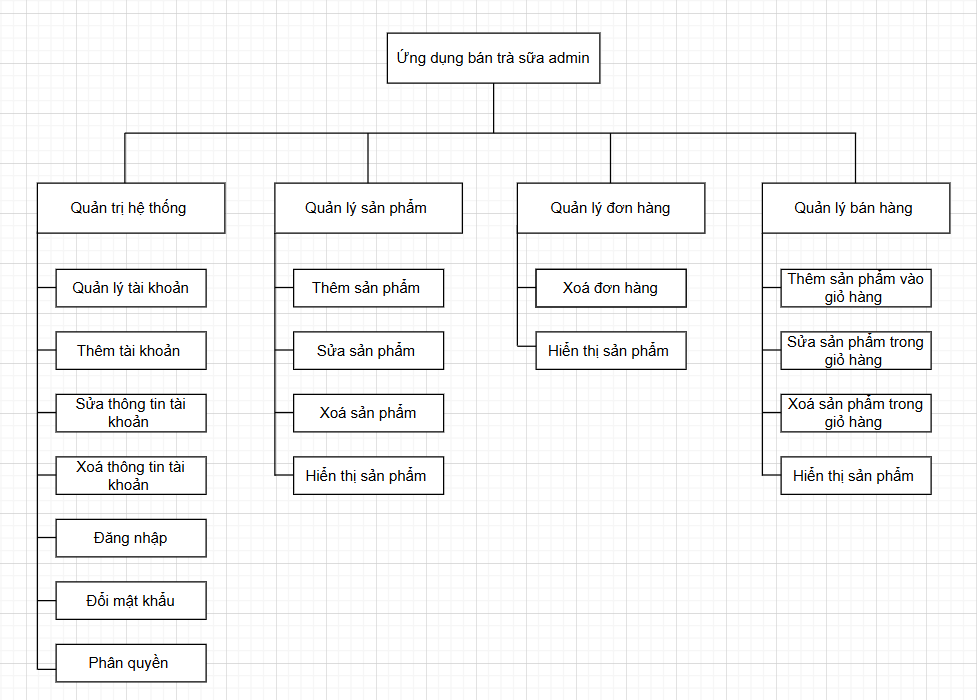 Ứng dụng bán trà sữa admin
Quản trị hệ thống
Quản lý sản phẩm
Quản lý đơn hàng
Quản lý bán hàng
Quản lý tài khoản
Thêm tài khoản
Sửa thông tin tài
khoản
Xoá thông tin tài
khoản
Đăng nhập
Đổi mật khẩu
Phân quyền
Thêm sản phẩm
Sửa sản phẩm
Xoá sản phẩm
Hiển thị sản phẩm
Xoá đơn hàng
Hiển thị sản phẩm
Thêm sản phẩm vào
giỏ hàng
Sửa sản phẩm trong
giỏ hàng
Xoá sản phẩm trong
giỏ hàng
Hiển thị sản phẩm